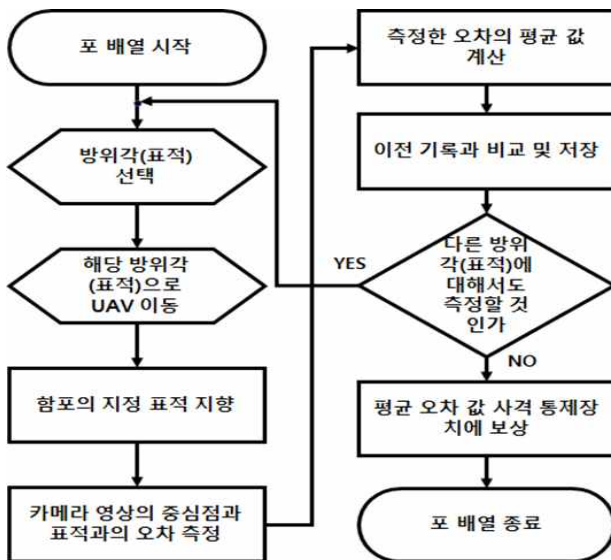 포 배열 시작
방위각(표적)
선택
해당 방위각
(표적)으로
UAV 이동
함포의 지정 표적 지향
카메라 영상의 중심점과
표적과의 오차 측정
측정한 오차의 평균 값
계산
이전 기록과 비교 및 저장
다른 방위
각(표적)에
대해서도
측정할 것
인가
YES
NO
평균 오차 값 사격 통제장
치에 보상
포 배열 종료